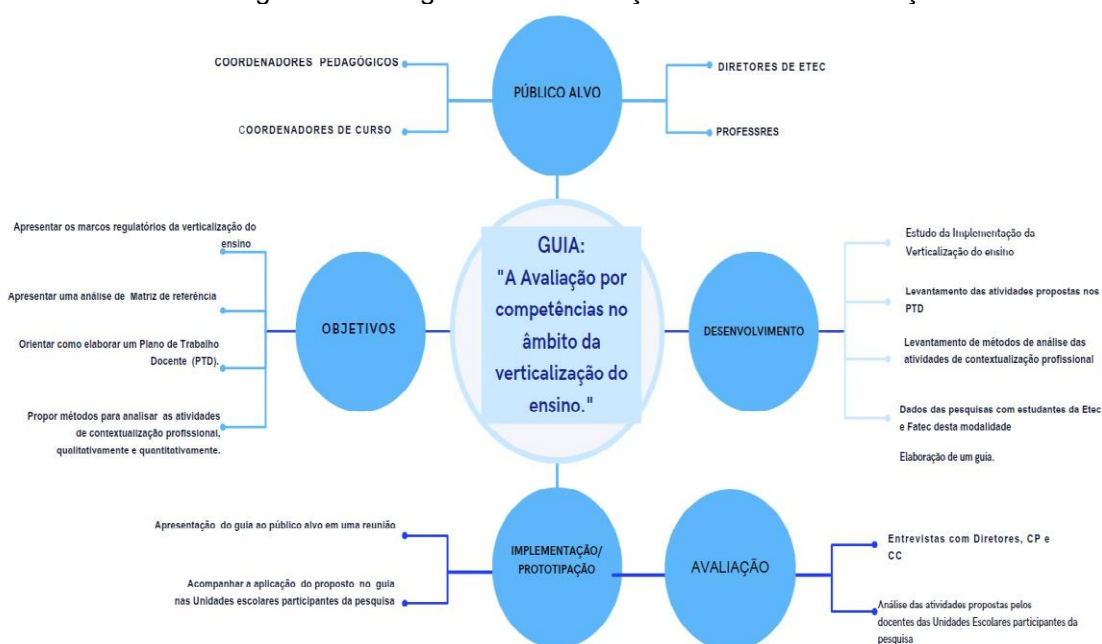 COORDENADORES PEDAGÓGICOS
COORDENADORES DE CURSO
PÚBLICO ALVO
DIRETORES DE ETEC
PROFESSRES
Apresentar os marcos regulatórios da verticalização do
ensino
Apresentar uma análise de Matriz de referência
Orientar como elaborar um Plano de Trabalho
Docente (PTD).
Propor métodos para analisar as atividades
de contextualização profissional,
qualitativamente e quantitativamente.
OBJETIVOS
GUIA:
"A Avaliação por
competências no
âmbito da
verticalização do
ensino."
DESENVOLVIMENTO
Estudo da Implementação da
Verticalização do ensino
Levantamento das atividades propostas nos
PTD
Levantamento de métodos de análise das
atividades de contextualização profissional
Dados das pesquisas com estudantes da Etec
e Fatec desta modalidade
Elaboração de um guia.
Apresentação do guia ao público alvo em uma reunião
Acompanhar a aplicação do proposto no guia
nas Unidades escolares participantes da pesquisa
IMPLEMENTAÇÃO/
PROTOTIPAÇÃO
AVALIAÇÃO
Entrevistas com Diretores, CP e
CC
Análise das atividades propostas pelos
docentes das Unidades Escolares participantes da
pesquisa